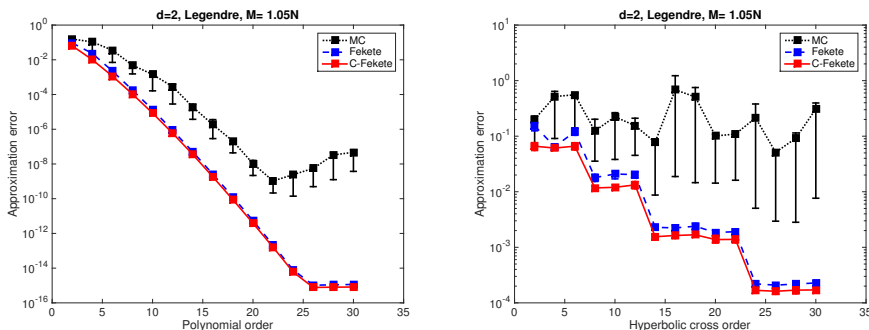 d=2, Legendre, M= 1.05N
10^0
10^-2
10^-4
10^-6
10^-8
10^-10
10^-12
10^-14
10^-16
Approximation error
MC
Fekete
C-Fekete
0 5 10 15 20 25 30 35
Polynomial order
d=2, Legendre, M= 1.05N
10^1
10^0
10^-1
10^-2
10^-3
10^-4
Approximation error
MC
Fekete
C-Fekete
0 5 10 15 20 25 30 35
Hyperbolic cross order